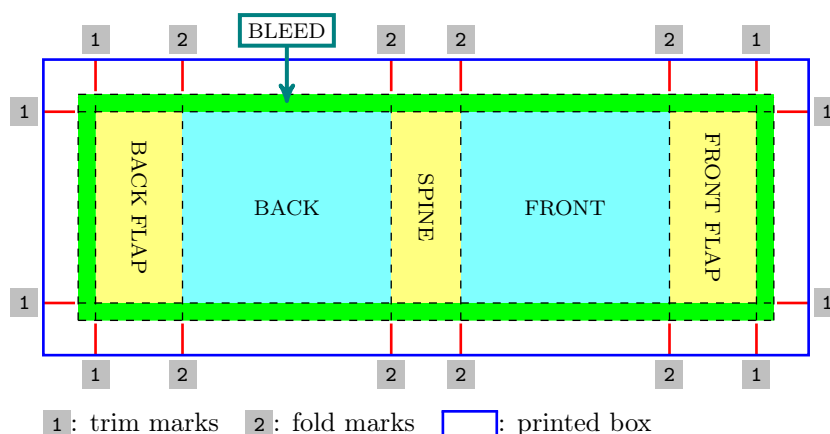 BLEED
1 2 2 2 2 1
1 1
BACK FLAP
BACK
SPINE
FRONT
FRONT FLAP
1 1
1 2 2 2 2 1
1: trim marks 2: fold marks : printed box